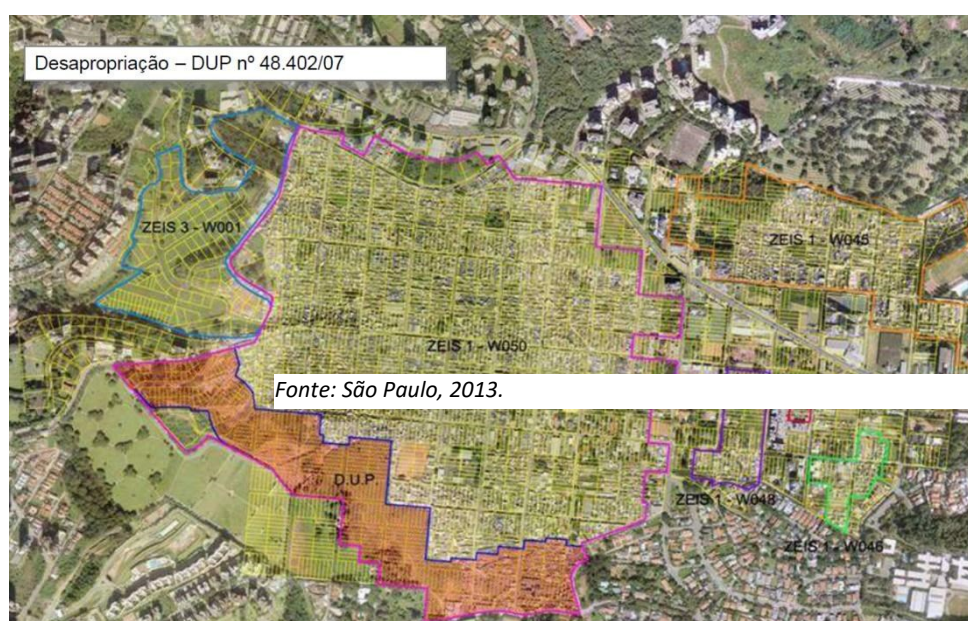 Desapropriação – DUP nº 48.402/07
ZEIS 3 - W001
ZEIS 1 - W045
ZEIS 1 - W050
Fonte: São Paulo, 2013.
D.U.P.
ZEIS 1 - W048
ZEIS 1 - W046